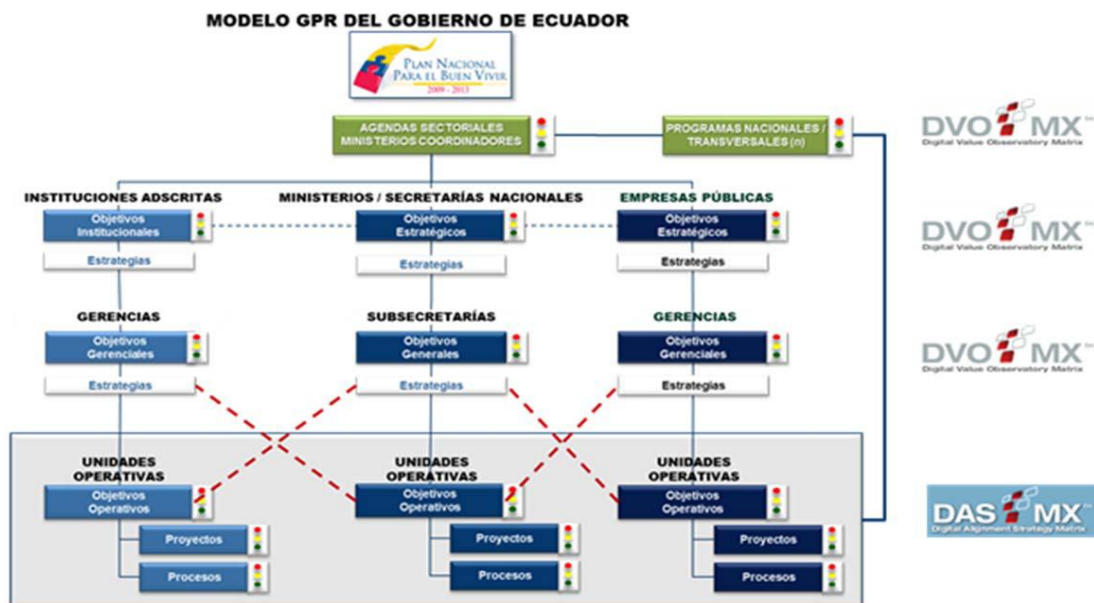 MODELO GPR DEL GOBIERNO DE ECUADOR
PLAN NACIONAL
PARA EL BUEN VIVIR
2009 - 2013
AGENDAS SECTORIALES
MINISTERIOS COORDINADORES
PROGRAMAS NACIONALES /
TRANSVERSALES (n)
DVO MX
Digital Value Observatory Matrix
INSTITUCIONES ADSCRITAS
MINISTERIOS / SECRETARÍAS NACIONALES
EMPRESAS PÚBLICAS
Objetivos
Institucionales
Objetivos
Estratégicos
Objetivos
Estratégicos
DVO MX
Digital Value Observatory Matrix
Estrategias
Estrategias
Estrategias
GERENCIAS
SUBSECRETARÍAS
GERENCIAS
Objetivos
Gerenciales
Objetivos
Generales
Objetivos
Gerenciales
DVO MX
Digital Value Observatory Matrix
Estrategias
Estrategias
Estrategias
UNIDADES
OPERATIVAS
UNIDADES
OPERATIVAS
UNIDADES
OPERATIVAS
Objetivos
Operativos
Objetivos
Operativos
Objetivos
Operativos
DAS MX
Digital Alignment Strategy Matrix
Proyectos
Proyectos
Proyectos
Procesos
Procesos
Procesos